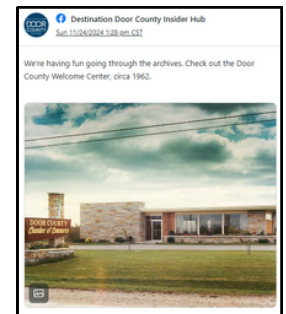 DOOR
COUNTY
Destination Door County Insider Hub
Sun 11/24/2024 1:28 pm CST
We're having fun going through the archives. Check out the Door
County Welcome Center, circa 1962.
DOOR COUNTY
Chamber of Commerce